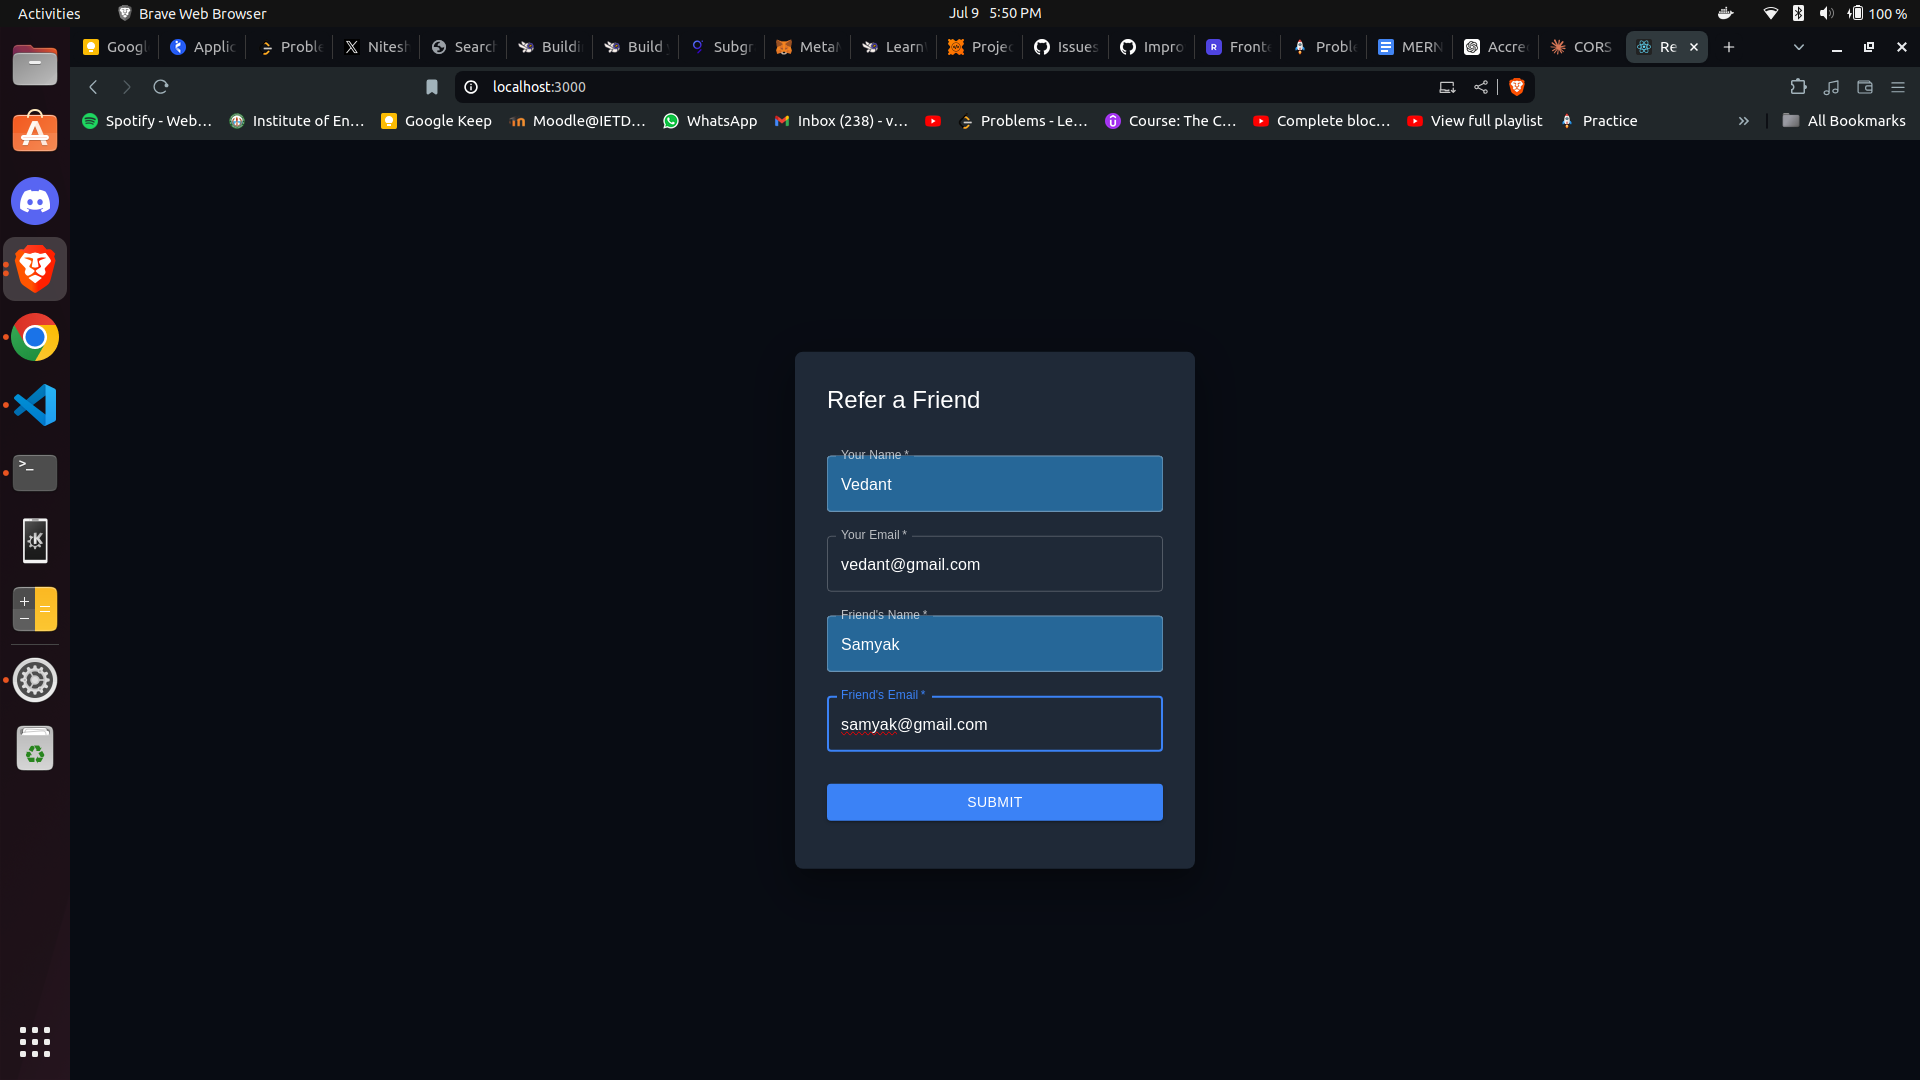 Activities Brave Web Browser Jul 9 5:50 PM 100 %
Googl Applic Proble Nitesh Search Buildi Build Subgr MetaM Learn Projec Issues Impro Fronte Proble MERN Accre CORS Re
localhost:3000
Spotify - Web... Institute of En... Google Keep Moodle@IETD... WhatsApp Inbox (238) - v... Problems - Le... Course: The C... Complete bloc... View full playlist Practice » All Bookmarks
Refer a Friend
Your Name *
Vedant
Your Email *
vedant@gmail.com
Friend's Name *
Samyak
Friend's Email *
samyak@gmail.com
SUBMIT